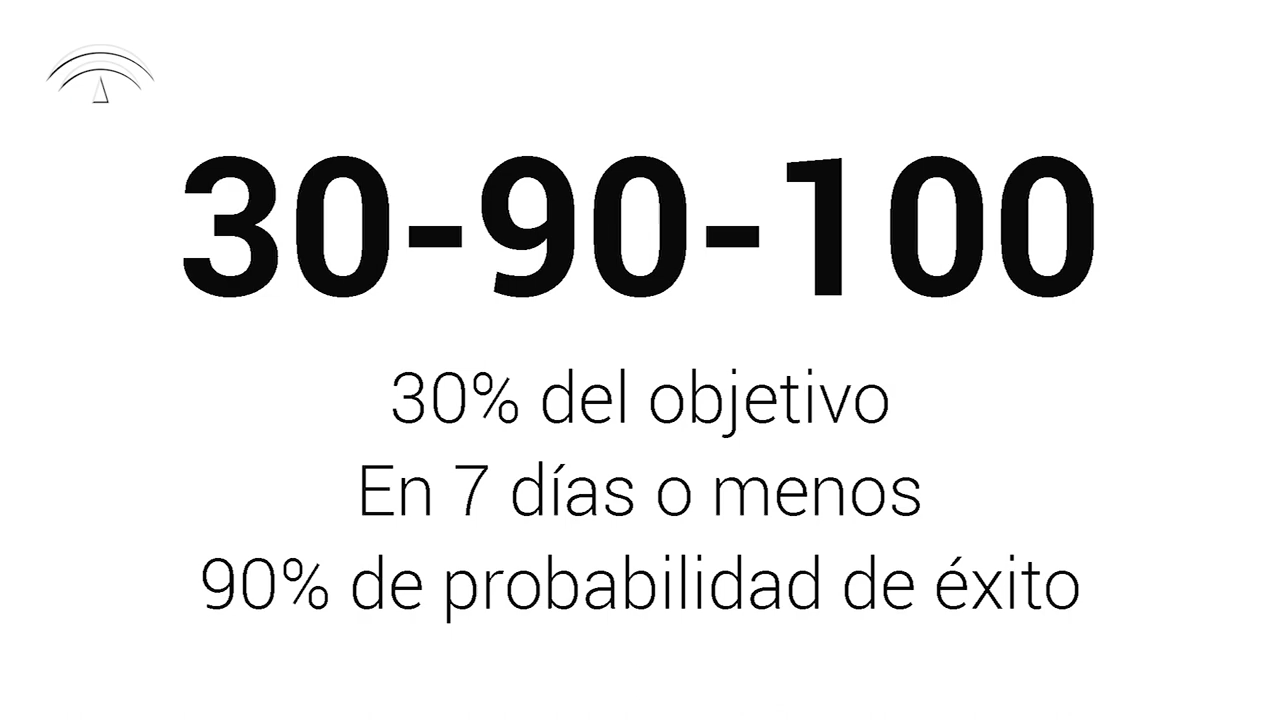 30-90-100
30% del objetivo
En 7 días o menos
90% de probabilidad de éxito